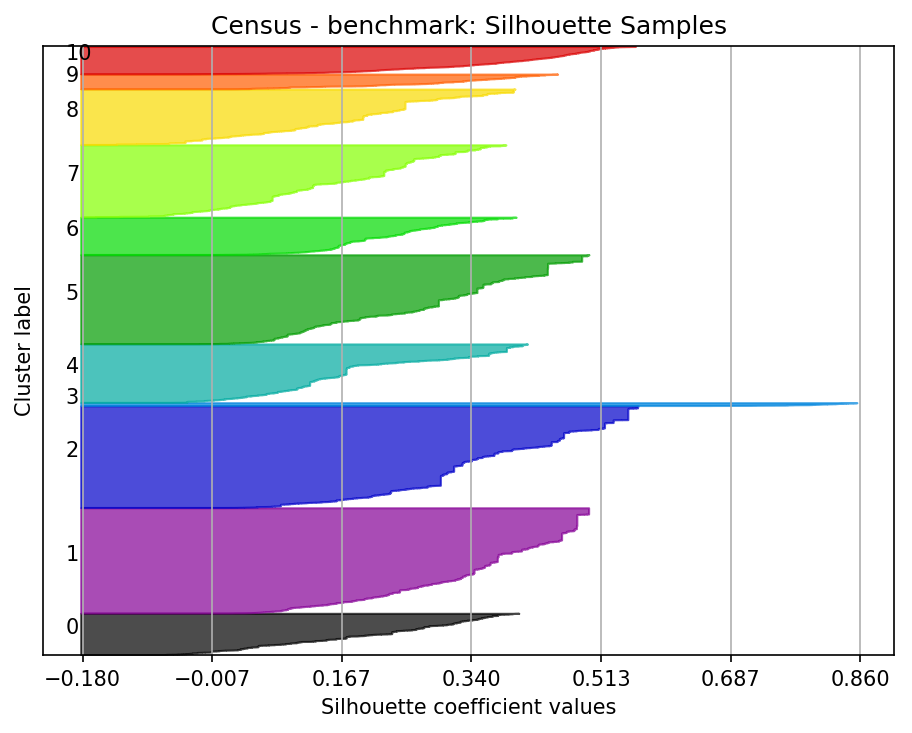 Census - benchmark: Silhouette Samples
10
9
8
7
6
5
4
3
2
1
0
Cluster label
−0.180 −0.007 0.167 0.340 0.513 0.687 0.860
Silhouette coefficient values